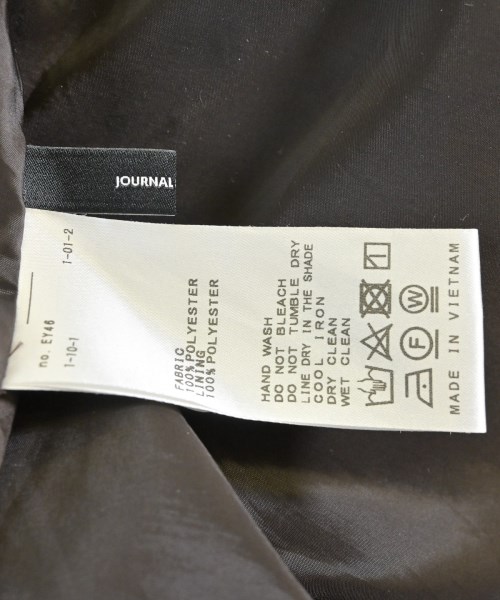 JOURNAL
1-01-2
no. EY46
1-10-1
FABRIC
100% POLYESTER
LINING
100% POLYESTER
HAND WASH
DO NOT BLEACH
DO NOT TUMBLE DRY
LINE DRY IN THE SHADE
COOL IRON
DRY CLEAN
WET CLEAN
F W
MADE IN VIETNAM